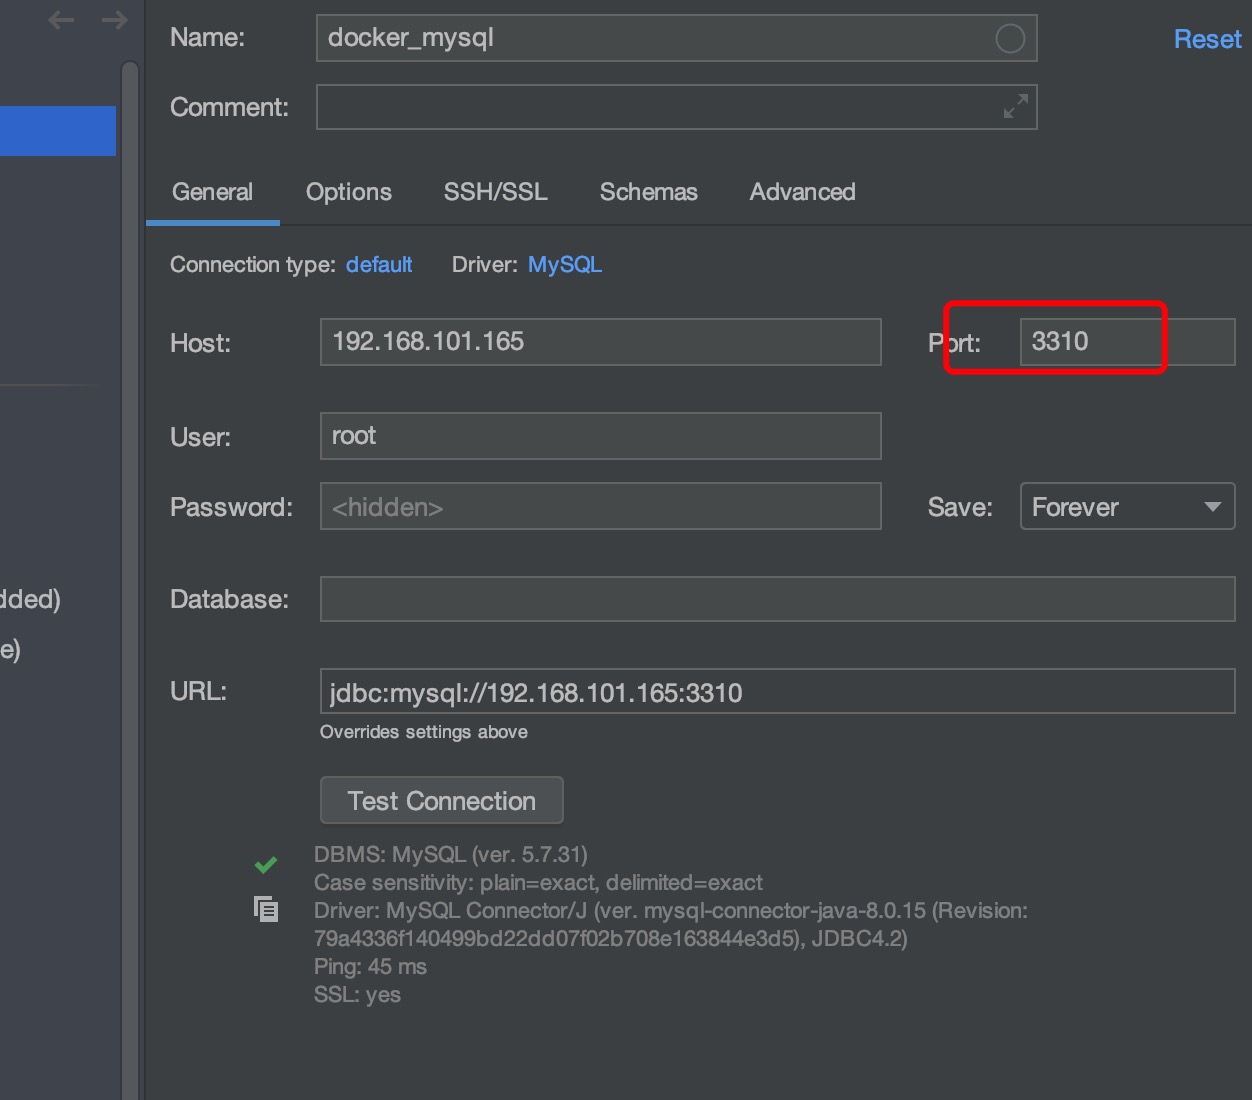 Name: docker_mysql Reset
Comment:
General Options SSH/SSL Schemas Advanced
Connection type: default Driver: MySQL
Host: 192.168.101.165 Port: 3310
User: root
Password: <hidden> Save: Forever
dded)
Database:
e)
URL: jdbc:mysql://192.168.101.165:3310
Overrides settings above
Test Connection
DBMS: MySQL (ver. 5.7.31)
Case sensitivity: plain=exact, delimited=exact
Driver: MySQL Connector/J (ver. mysql-connector-java-8.0.15 (Revision:
79a4336f140499bd22dd07f02b708e163844e3d5), JDBC4.2)
Ping: 45 ms
SSL: yes